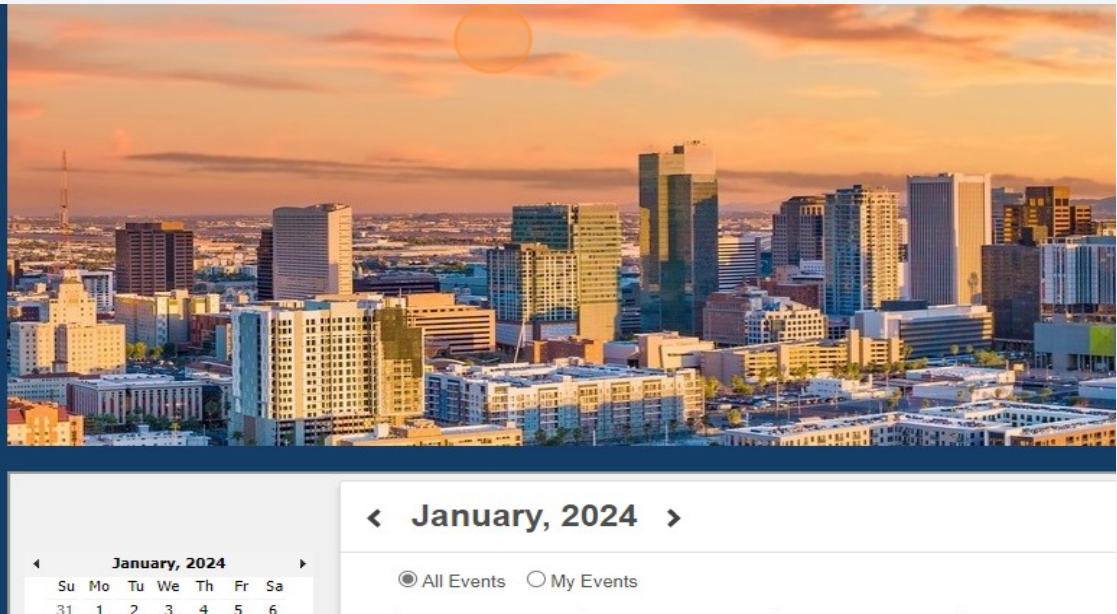 January, 2024
All Events My Events
January, 2024
Su Mo Tu We Th Fr Sa
31 1 2 3 4 5 6